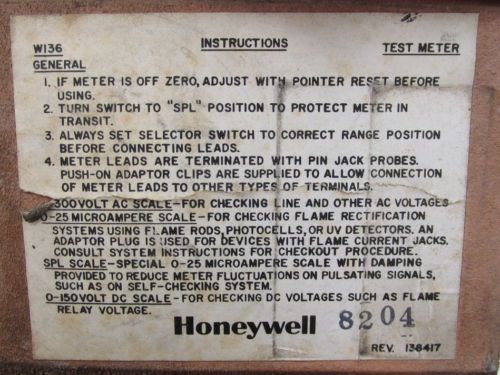 W136 INSTRUCTIONS TEST METER
GENERAL
1. IF METER IS OFF ZERO, ADJUST WITH POINTER RESET BEFORE
USING.
2. TURN SWITCH TO "SPL" POSITION TO PROTECT METER IN
TRANSIT.
3. ALWAYS SET SELECTOR SWITCH TO CORRECT RANGE POSITION
BEFORE CONNECTING LEADS.
4. METER LEADS ARE TERMINATED WITH PIN JACK PROBES.
PUSH-ON ADAPTOR CLIPS ARE SUPPLIED TO ALLOW CONNECTION
OF METER LEADS TO OTHER TYPES OF TERMINALS.
300 VOLT AC SCALE-FOR CHECKING LINE AND OTHER AC VOLTAGES
0-25 MICROAMPERE SCALE-FOR CHECKING FLAME RECTIFICATION
SYSTEMS USING FLAME RODS, PHOTOCELLS, OR UV DETECTORS. AN
ADAPTOR PLUG IS USED FOR DEVICES WITH FLAME CURRENT JACKS.
CONSULT SYSTEM INSTRUCTIONS FOR CHECKOUT PROCEDURE.
SPL SCALE-SPECIAL 0-25 MICROAMPERE SCALE WITH DAMPING
PROVIDED TO REDUCE METER FLUCTUATIONS ON PULSATING SIGNALS,
SUCH AS ON SELF-CHECKING SYSTEM.
0-150 VOLT DC SCALE-FOR CHECKING DC VOLTAGES SUCH AS FLAME
RELAY VOLTAGE.
Honeywell 8204
REV. 138417